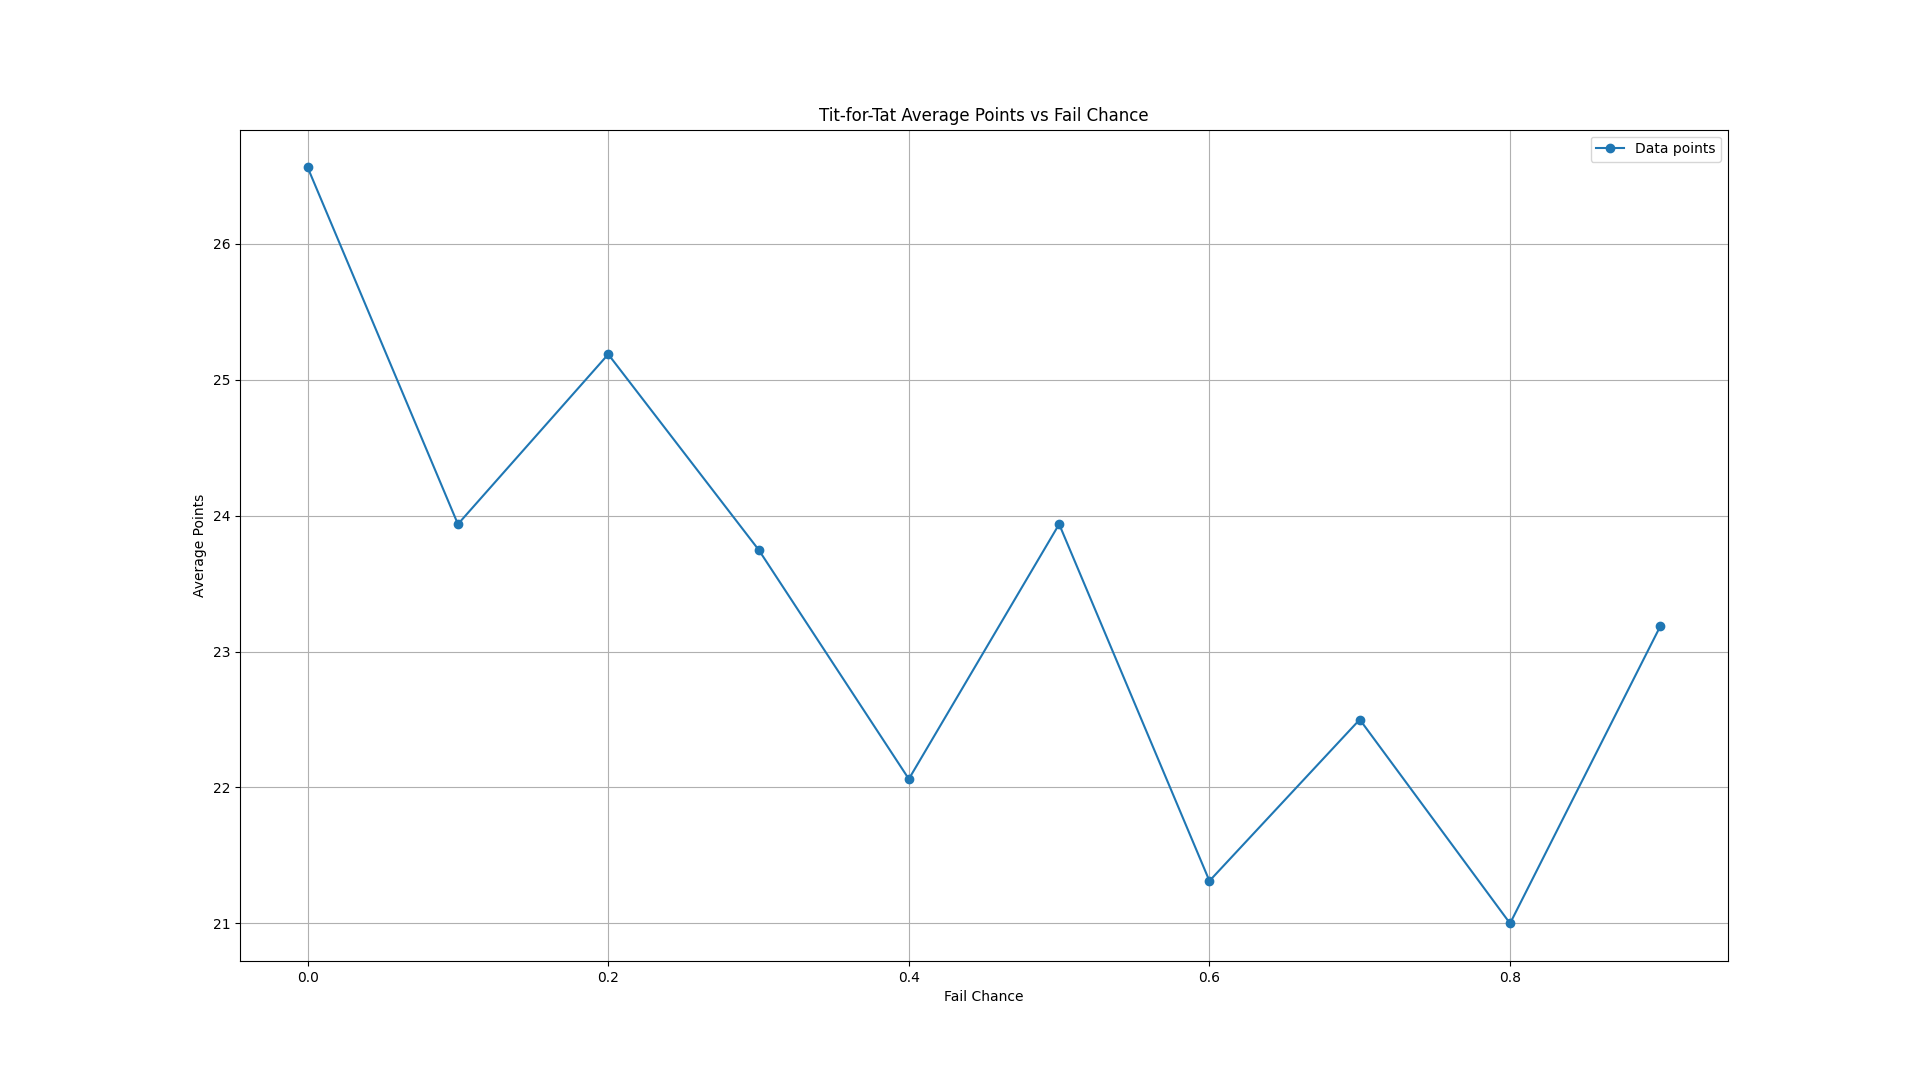 Tit-for-Tat Average Points vs Fail Chance
Data points
Average Points
26
25
24
23
22
21
0.0 0.2 0.4 0.6 0.8
Fail Chance